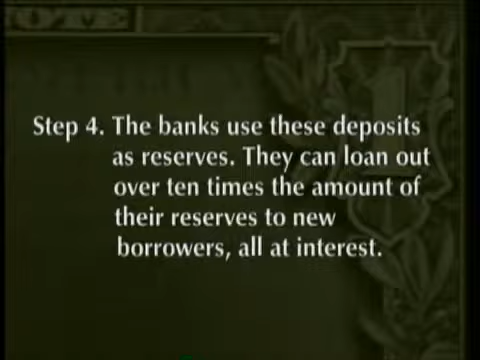 NOTE
Step 4. The banks use these deposits
as reserves. They can loan out
over ten times the amount of
their reserves to new
borrowers, all at interest.